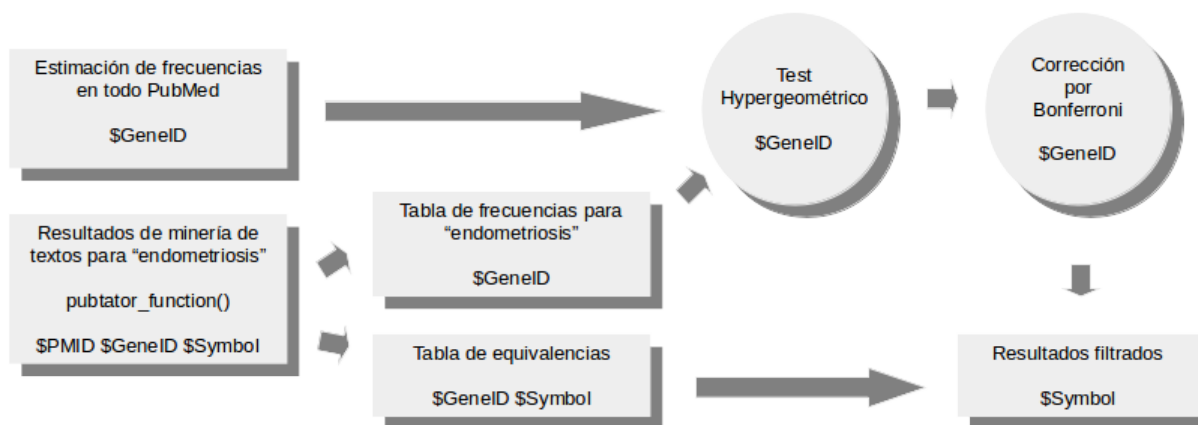 Estimación de frecuencias
en todo PubMed
$GeneID
Test
Hypergeométrico
$GeneID
Corrección
por
Bonferroni
$GeneID
Resultados de minería de
textos para “endometriosis”
pubtator_function()
$PMID $GeneID $Symbol
Tabla de frecuencias para
“endometriosis”
$GeneID
Tabla de equivalencias
$GeneID $Symbol
Resultados filtrados
$Symbol